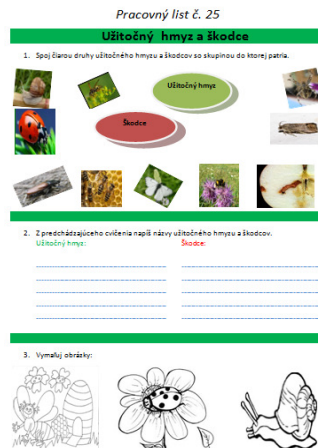 Pracovný list č. 25
Užitočný hmyz a škodce
1. Spoj čiarou druhy užitočného hmyzu a škodcov so skupinou do ktorej patria.
Užitočný hmyz
Škodce
2. Z predchádzajúceho cvičenia napíš názvy užitočného hmyzu a škodcov.
Užitočný hmyz:
Škodce:
3. Vymaľuj obrázky: